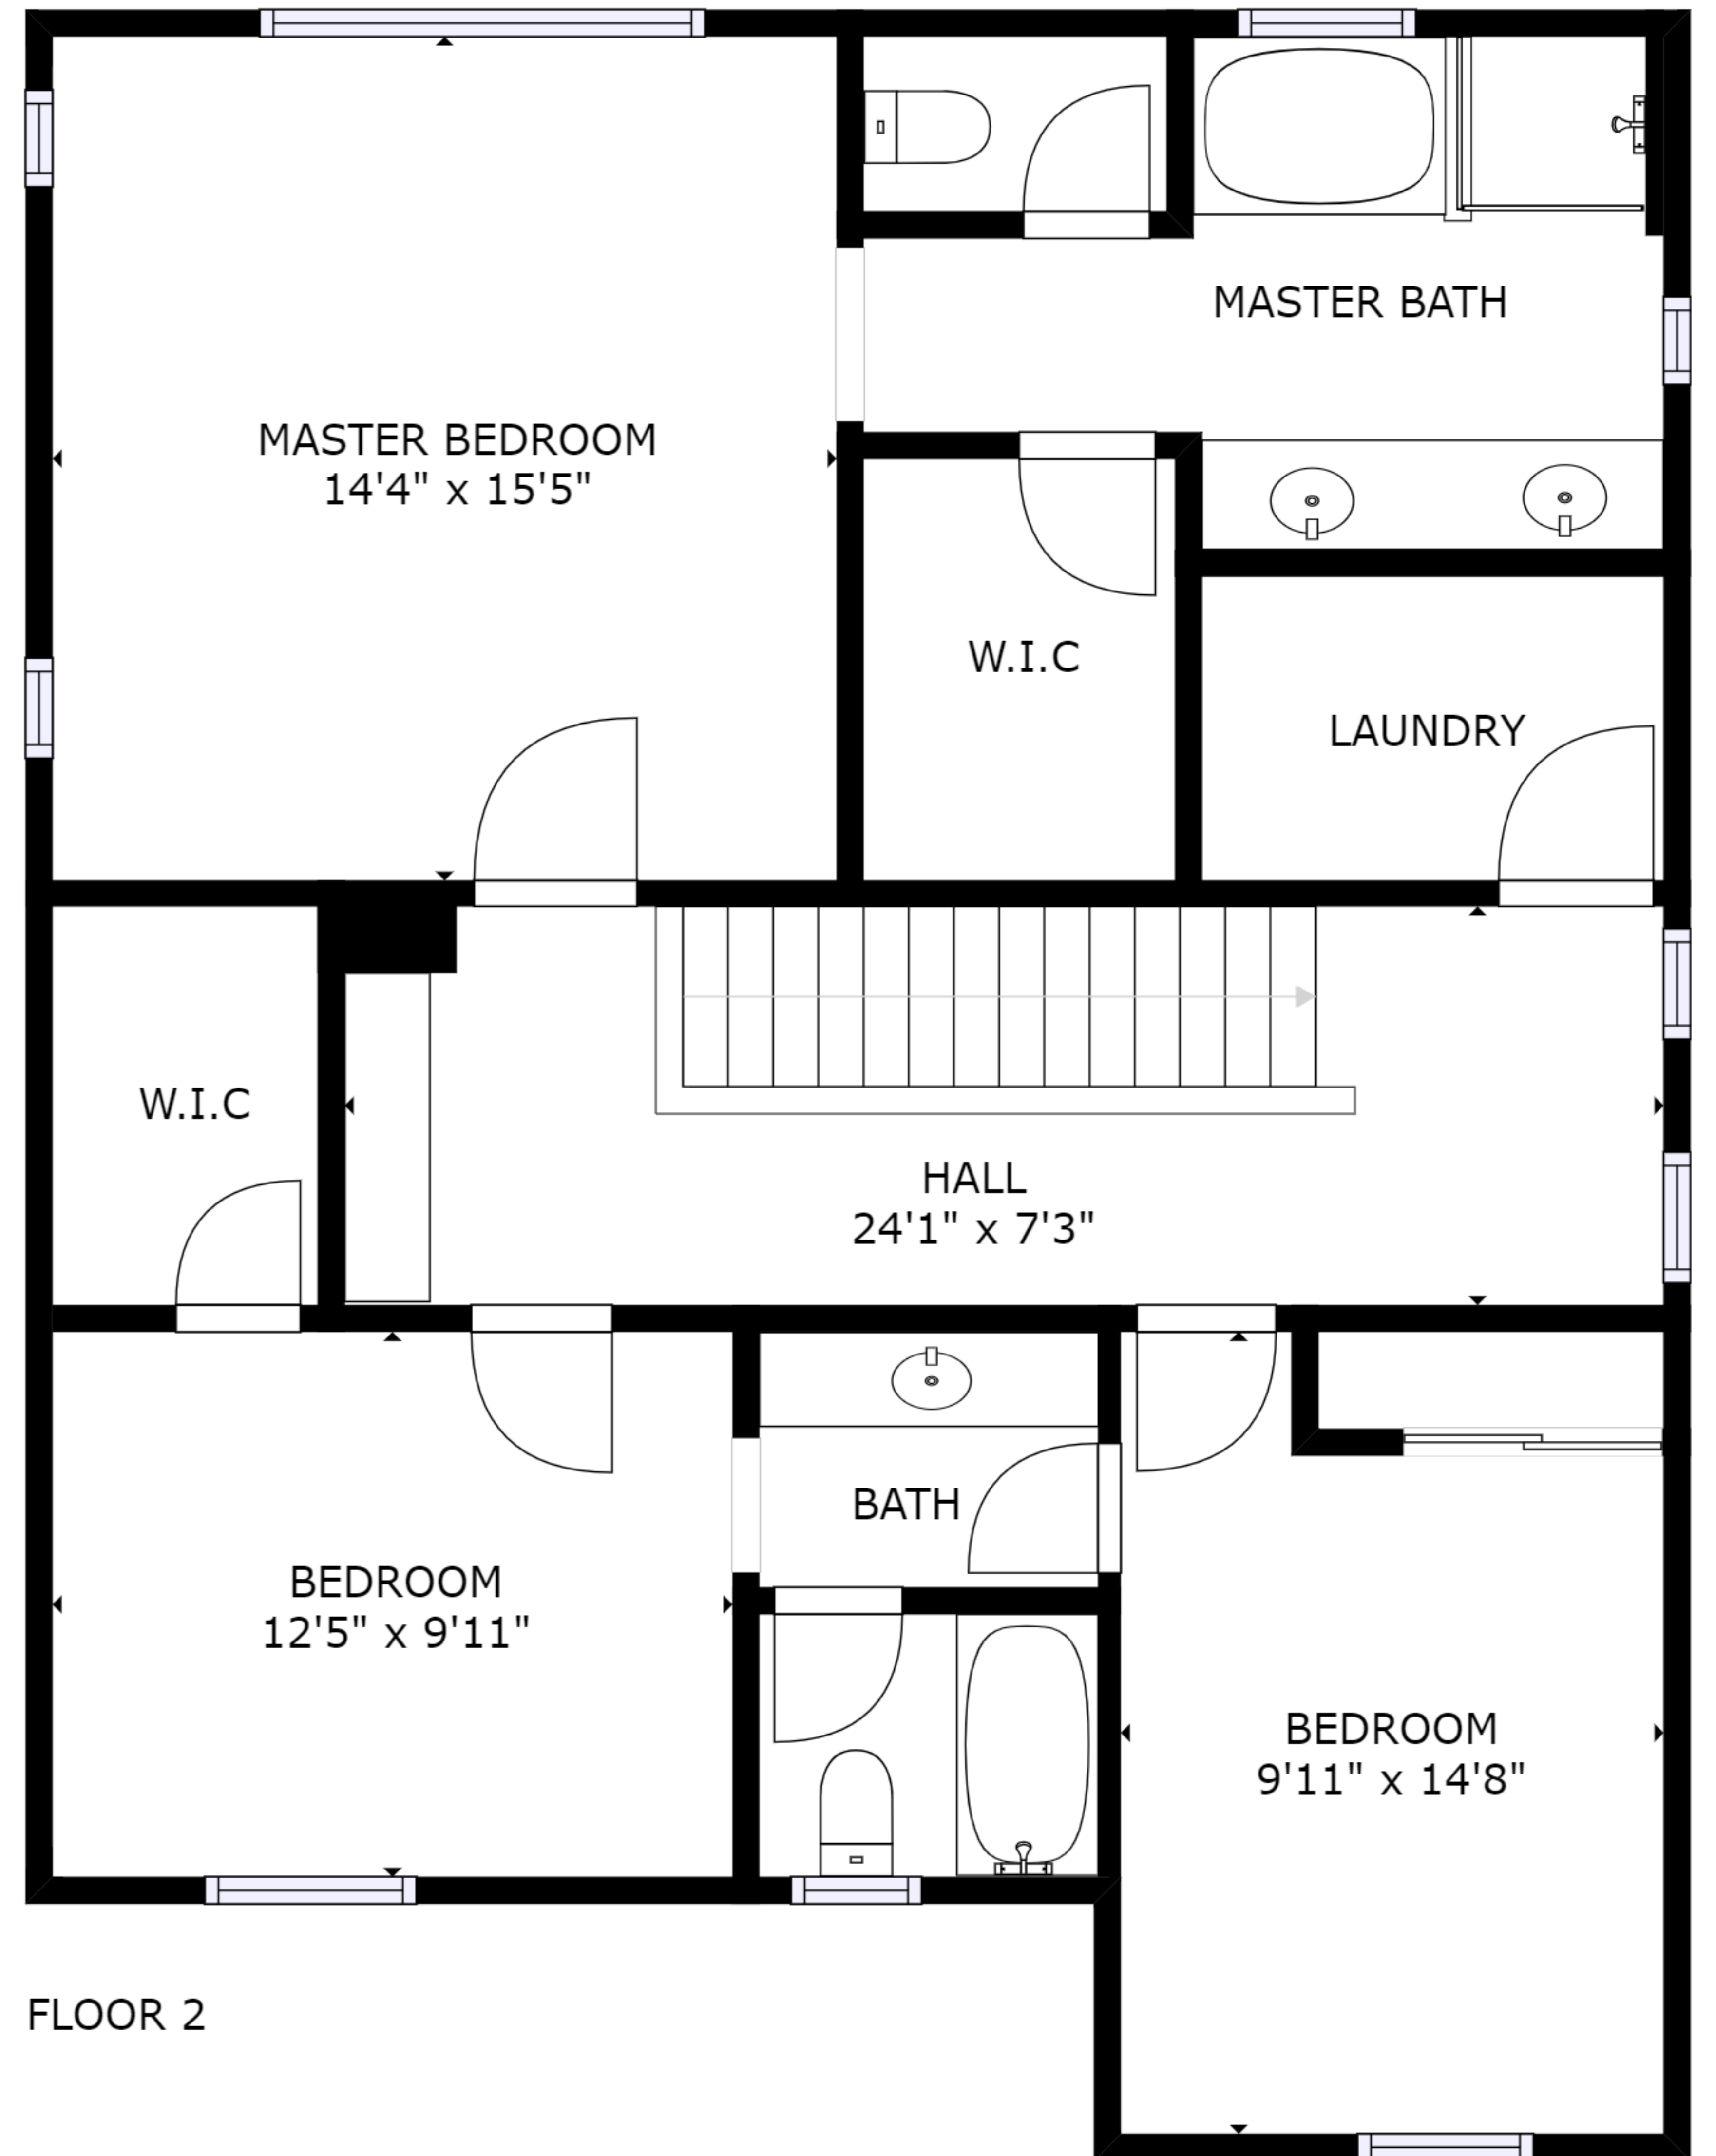 MASTER BATH
MASTER BEDROOM
14'4" x 15'5"
W.I.C
LAUNDRY
W.I.C
HALL
24'1" x 7'3"
BATH
BEDROOM
12'5" x 9'11"
BEDROOM
9'11" x 14'8"
FLOOR 2